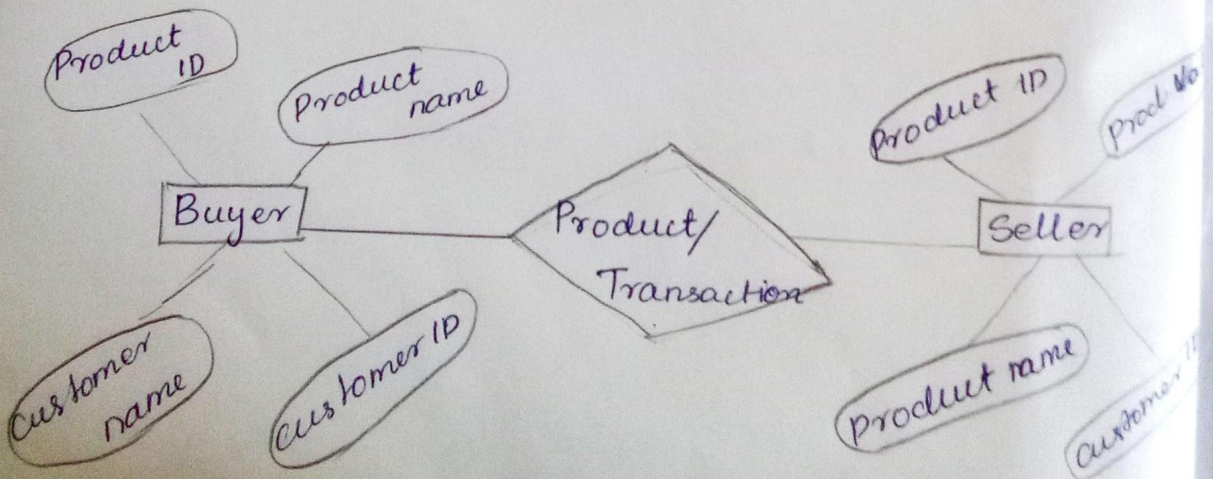 Product
ID
Product
name
Product ID
Prod No
Buyer
Product/
Transaction
Seller
Customer
name
Customer ID
Product name
Customer